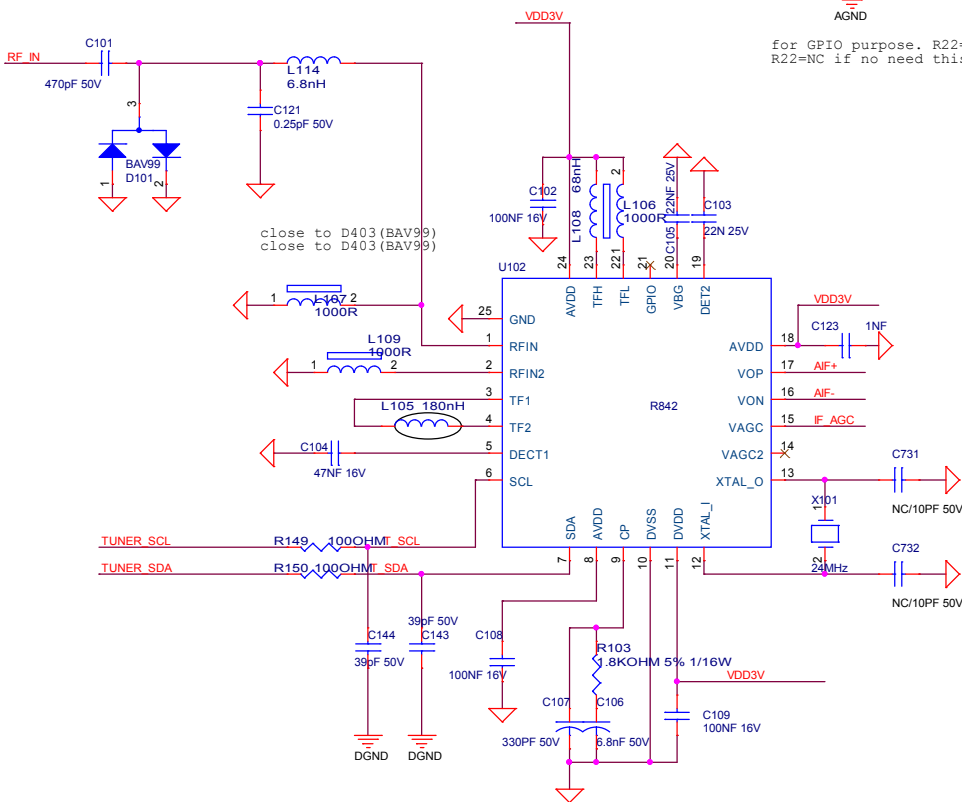 VDD3V
AGND
for GPIO purpose. R22=
R22=NC if no need this
RF_IN
C101
470pF 50V
L114
6.8nH
C121
0.25pF 50V
3
BAV99
D101
1
2
close to D403(BAV99)
close to D403(BAV99)
C102
100NF 16V
68nH
L108
2
L106
1000R
C105 22NF 25V
C103
22N 25V
U102
24
23
221
21
20
19
AVDD
TFH
TFL
GPIO
VBG
DET2
1
L107
2
1000R
25
GND
1
RFIN
L109
1000R
1
2
2
RFIN2
3
TF1
L105 180nH
4
TF2
C104
47NF 16V
5
DECT1
6
SCL
R842
VDD3V
C123
1NF
AVDD
18
VOP
17
AIF+
VON
16
AIF-
VAGC
15
IF_AGC
VAGC2
14
XTAL_O
13
C731
NC/10PF 50V
X101
1
2
24MHz
C732
NC/10PF 50V
SDA
AVDD
CP
DVSS
DVDD
XTAL_I
7
8
9
10
11
12
TUNER_SCL
R149
100OHM
T_SCL
TUNER_SDA
R150
100OHM
T_SDA
39pF 50V
C144
C143
39pF 50V
DGND
DGND
C108
100NF 16V
R103
1.8KOHM 5% 1/16W
VDD3V
C107
C106
330PF 50V
6.8nF 50V
C109
100NF 16V